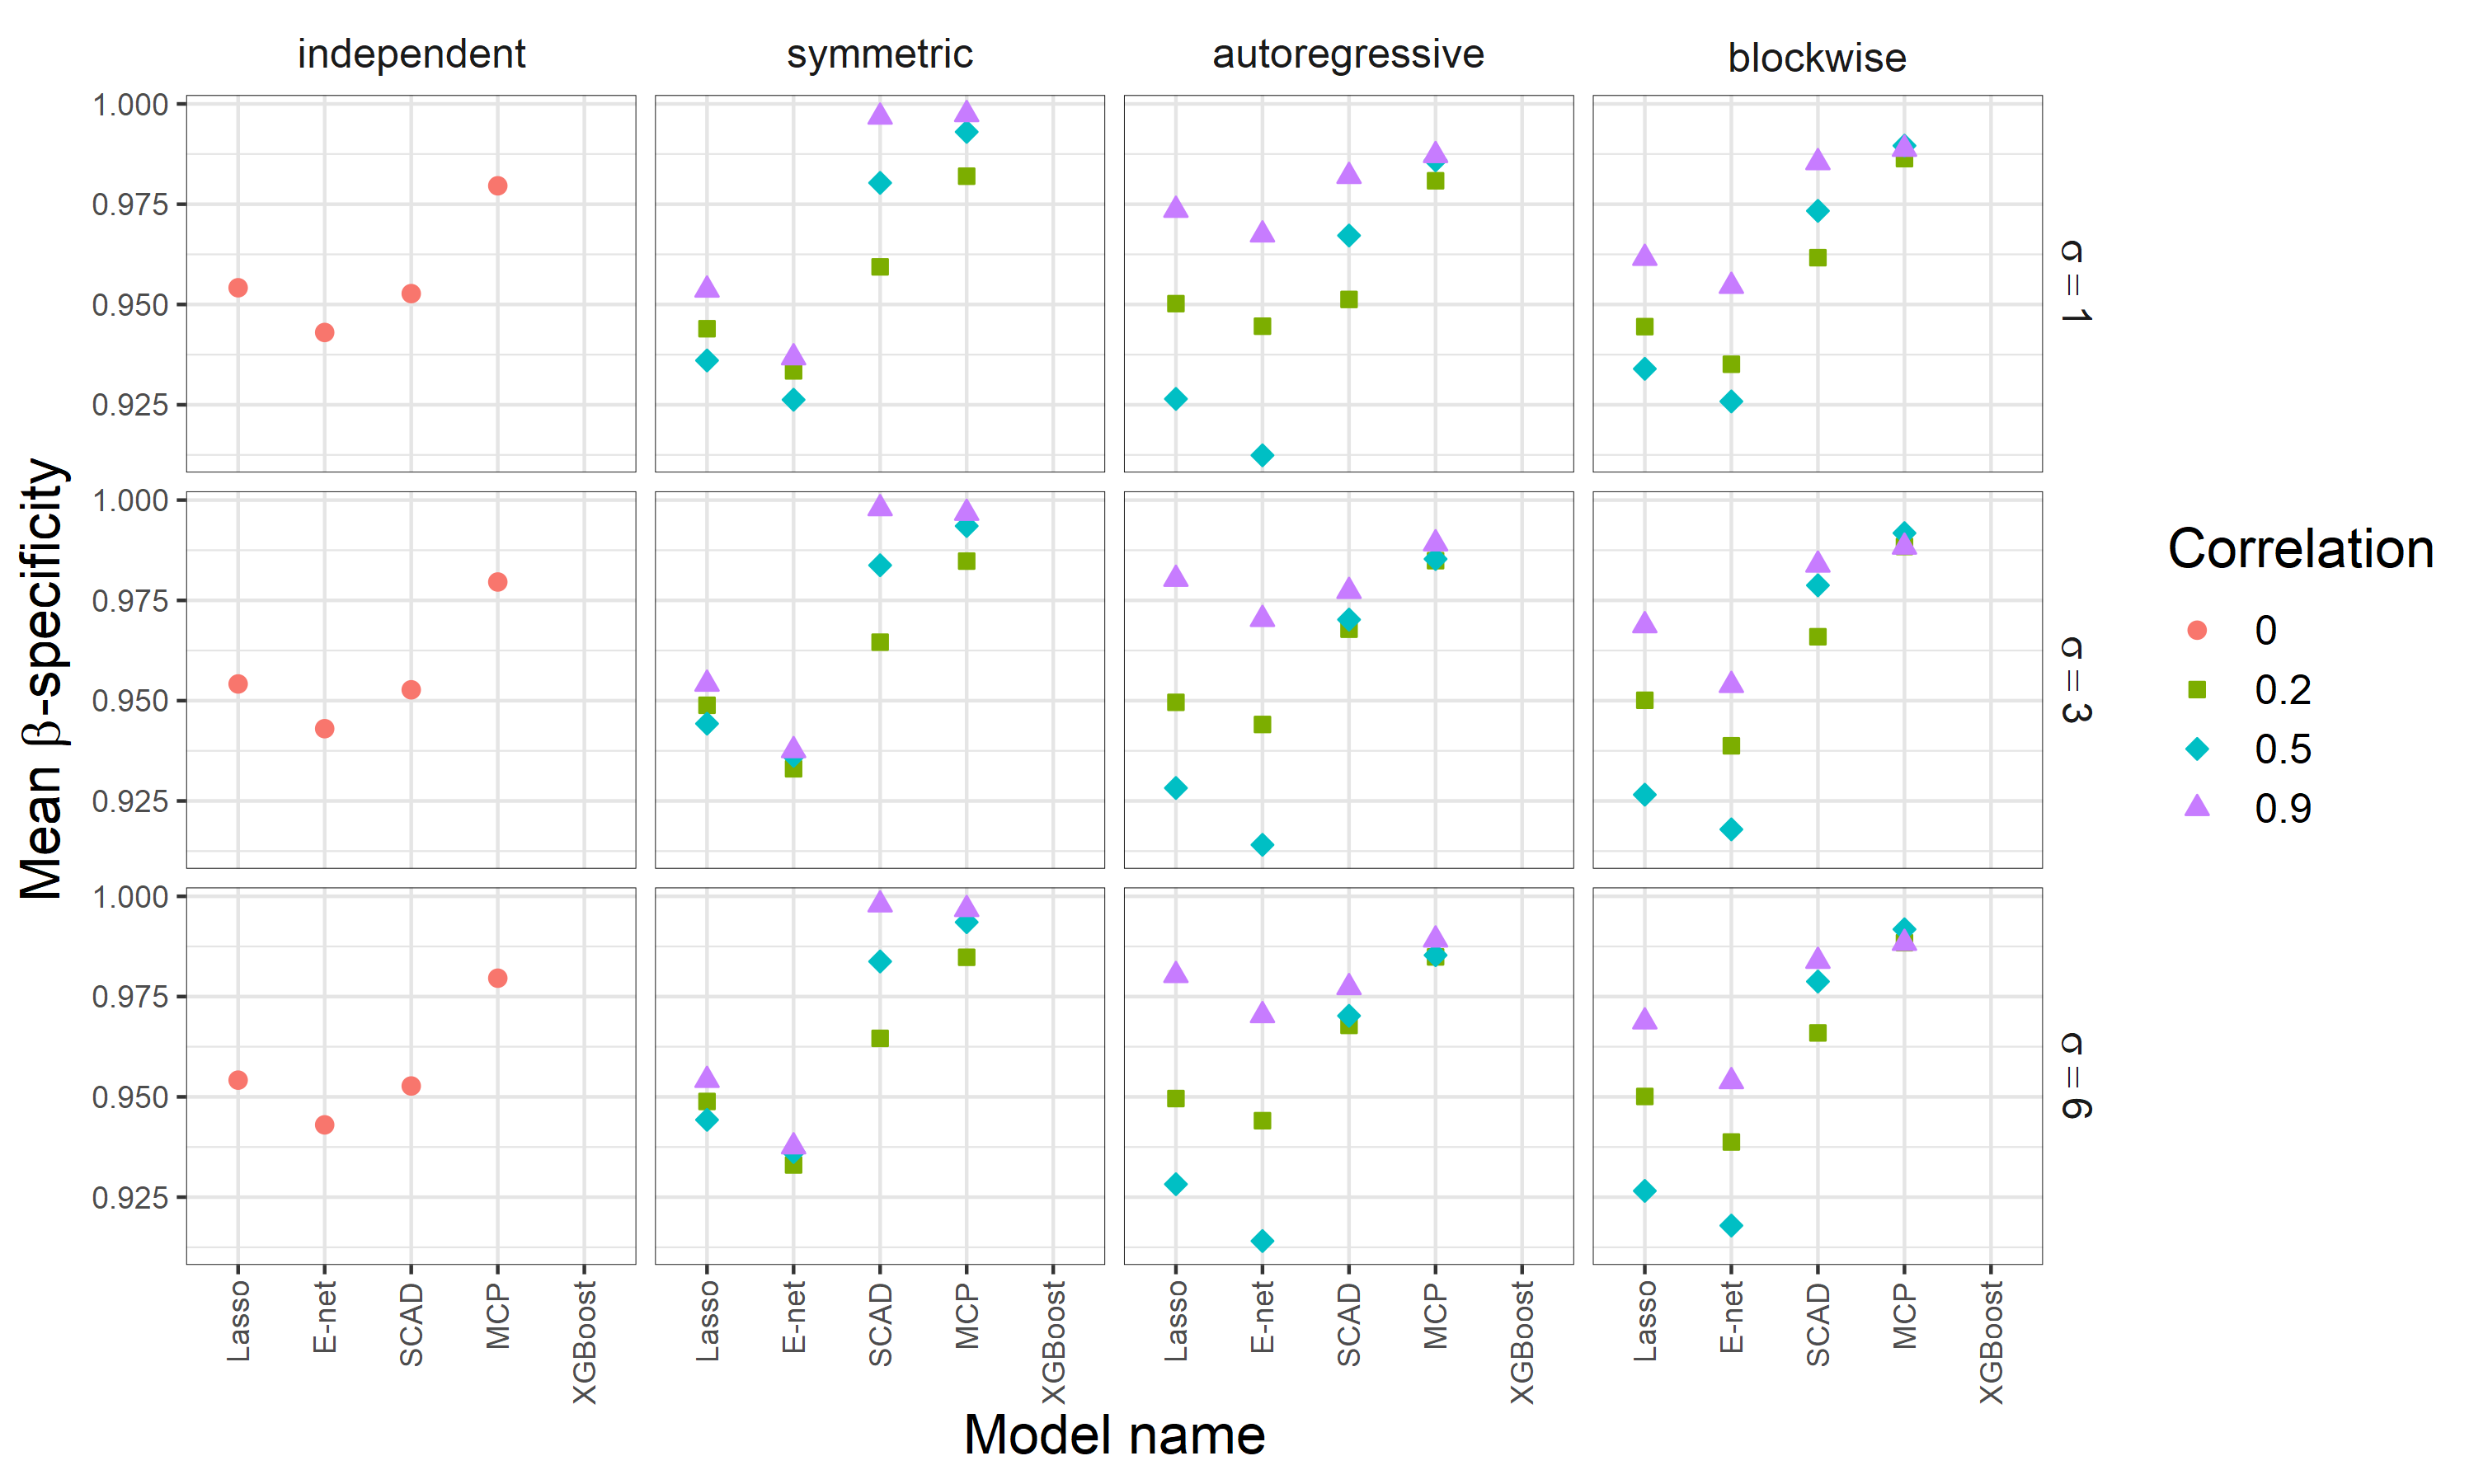 independent symmetric autoregressive blockwise
1.000
0.975
0.950
0.925
σ = 1
1.000
0.975
0.950
0.925
σ = 3
1.000
0.975
0.950
0.925
σ = 6
Mean β-specificity
Lasso E-net SCAD MCP XGBoost Lasso E-net SCAD MCP XGBoost Lasso E-net SCAD MCP XGBoost Lasso E-net SCAD MCP XGBoost
Model name
Correlation
0
0.2
0.5
0.9